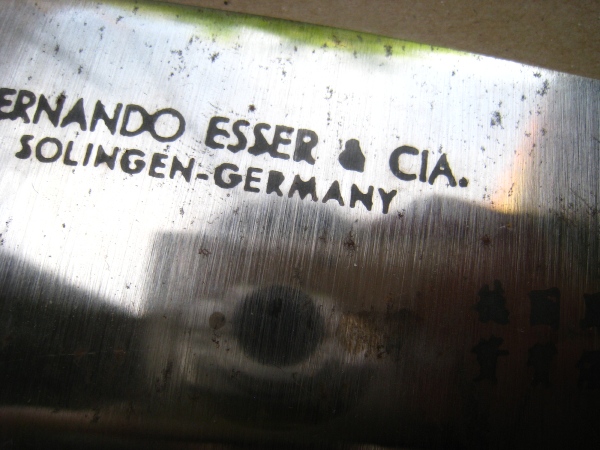 ERNANDO ESSER & CIA.
SOLINGEN-GERMANY